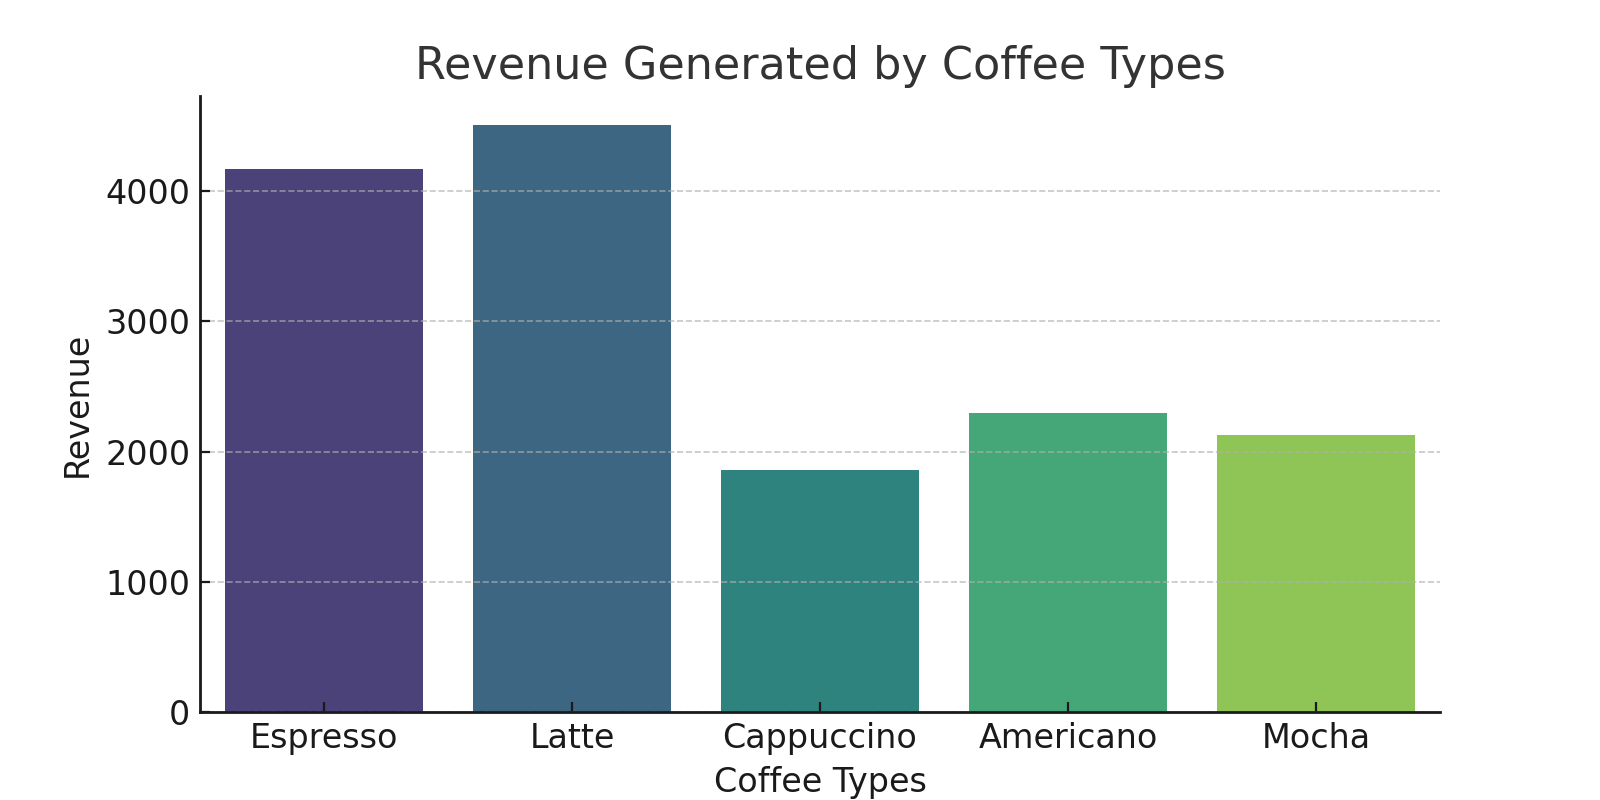 Revenue Generated by Coffee Types
Revenue
4000
3000
2000
1000
0
Espresso Latte Cappuccino Americano Mocha
Coffee Types